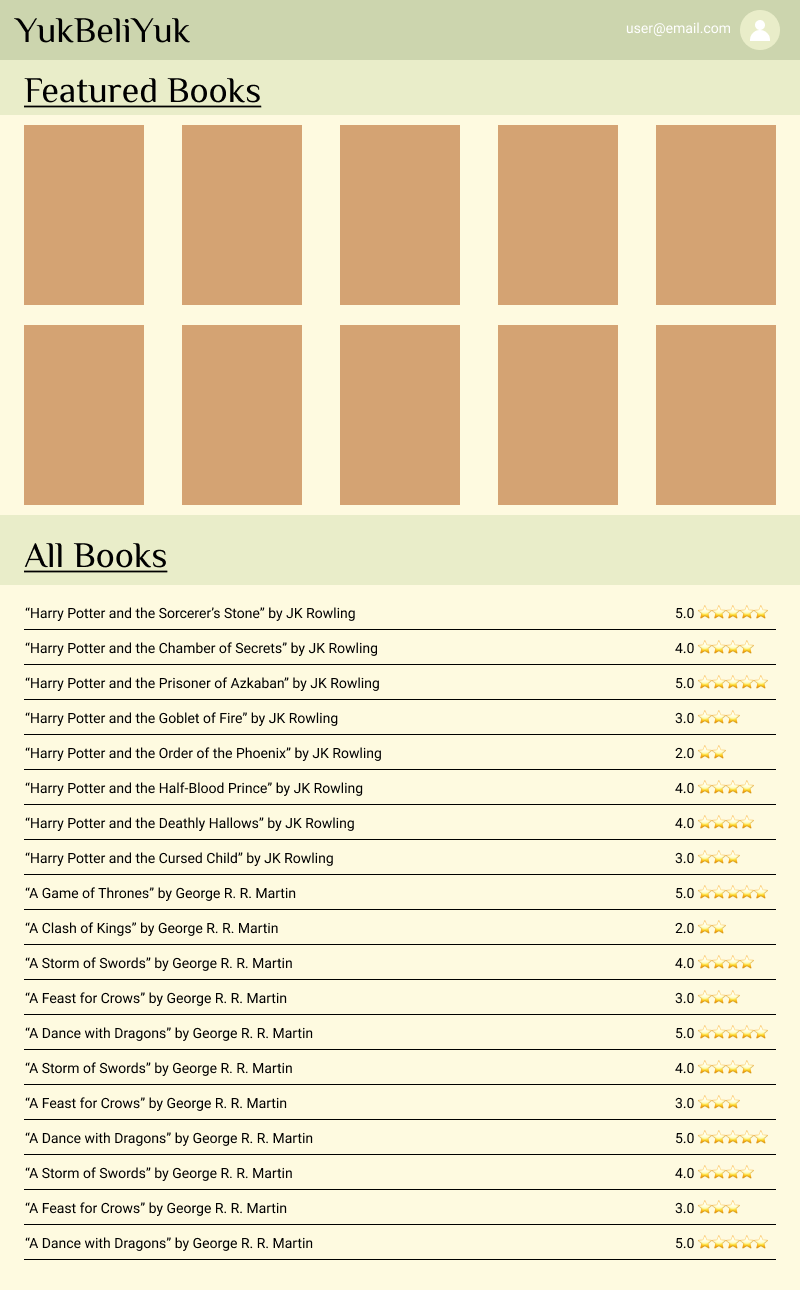 YukBeliYuk
user@email.com
Featured Books
All Books
“Harry Potter and the Sorcerer’s Stone” by JK Rowling 5.0 ⭐⭐⭐⭐⭐
“Harry Potter and the Chamber of Secrets” by JK Rowling 4.0 ⭐⭐⭐⭐
“Harry Potter and the Prisoner of Azkaban” by JK Rowling 5.0 ⭐⭐⭐⭐⭐
“Harry Potter and the Goblet of Fire” by JK Rowling 3.0 ⭐⭐⭐
“Harry Potter and the Order of the Phoenix” by JK Rowling 2.0 ⭐⭐
“Harry Potter and the Half-Blood Prince” by JK Rowling 4.0 ⭐⭐⭐⭐
“Harry Potter and the Deathly Hallows” by JK Rowling 4.0 ⭐⭐⭐⭐
“Harry Potter and the Cursed Child” by JK Rowling 3.0 ⭐⭐⭐
“A Game of Thrones” by George R. R. Martin 5.0 ⭐⭐⭐⭐⭐
“A Clash of Kings” by George R. R. Martin 2.0 ⭐⭐
“A Storm of Swords” by George R. R. Martin 4.0 ⭐⭐⭐⭐
“A Feast for Crows” by George R. R. Martin 3.0 ⭐⭐⭐
“A Dance with Dragons” by George R. R. Martin 5.0 ⭐⭐⭐⭐⭐
“A Storm of Swords” by George R. R. Martin 4.0 ⭐⭐⭐⭐
“A Feast for Crows” by George R. R. Martin 3.0 ⭐⭐⭐
“A Dance with Dragons” by George R. R. Martin 5.0 ⭐⭐⭐⭐⭐
“A Storm of Swords” by George R. R. Martin 4.0 ⭐⭐⭐⭐
“A Feast for Crows” by George R. R. Martin 3.0 ⭐⭐⭐
“A Dance with Dragons” by George R. R. Martin 5.0 ⭐⭐⭐⭐⭐